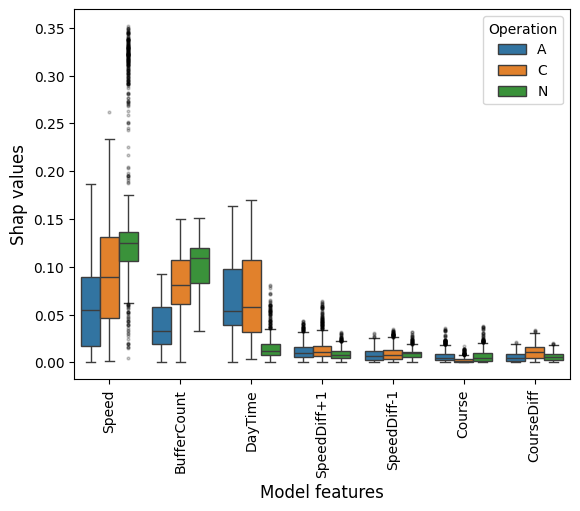 Operation
A
C
N
Shap values
0.35
0.30
0.25
0.20
0.15
0.10
0.05
0.00
Speed
BufferCount
DayTime
SpeedDiff+1
SpeedDiff-1
Course
CourseDiff
Model features